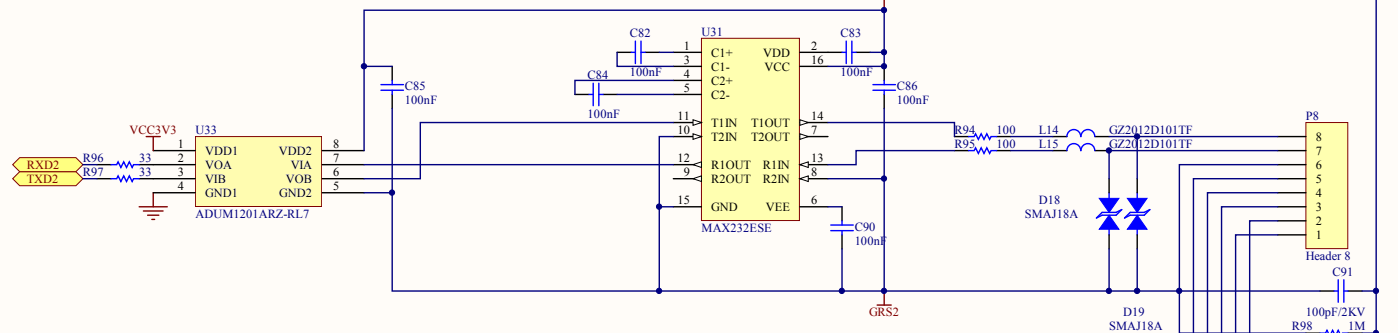 C82
100nF
C84
100nF
U31
1 C1+ VDD 2
3 C1- VCC 16
4 C2+
5 C2-
11 T1IN T1OUT 14
10 T2IN T2OUT 7
12 R1OUT R1IN 13
9 R2OUT R2IN 8
15 GND VEE 6
MAX232ESE
C83
100nF
C86
100nF
C85
100nF
C90
100nF
VCC3V3
U33
1 VDD1 VDD2 8
2 VOA VIA 7
3 VIB VOB 6
4 GND1 GND2 5
ADUM1201ARZ-RL7
RXD2 R96 33
TXD2 R97 33
R94 100 L14 GZ2012D101TF
R95 100 L15 GZ2012D101TF
D18
SMAJ18A
D19
SMAJ18A
GRS2
P8
8
7
6
5
4
3
2
1
Header 8
C91
100pF/2KV
R98 1M